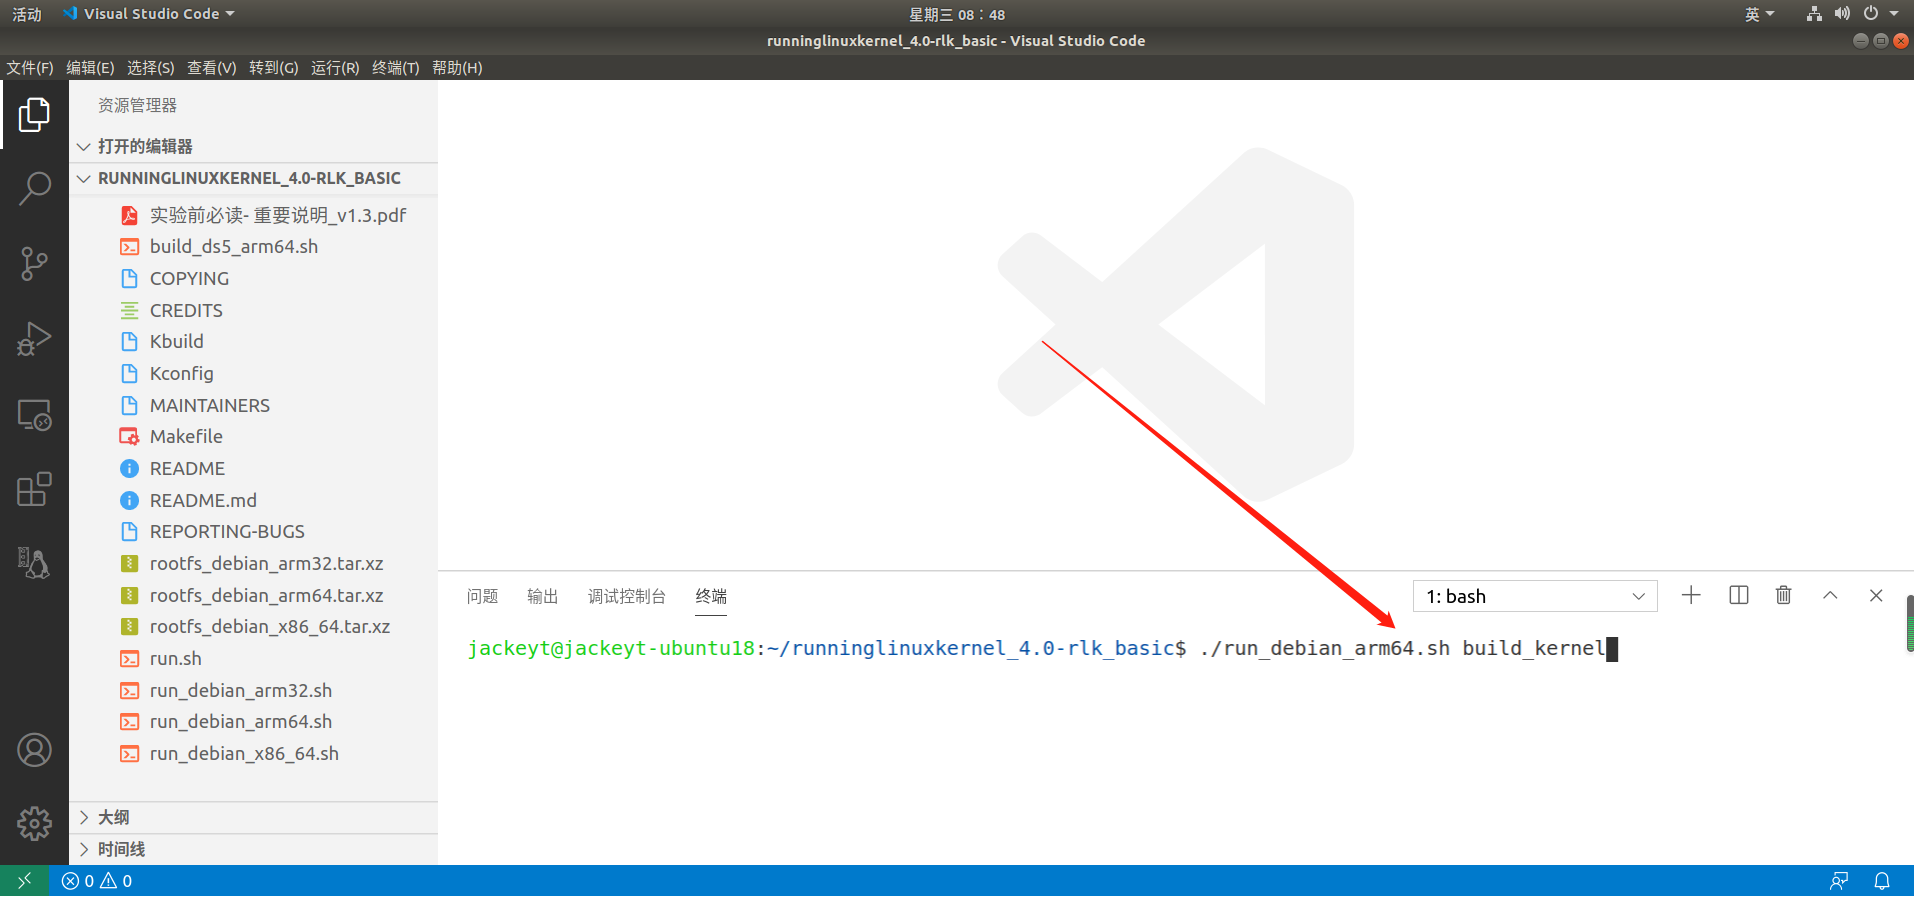 活动 Visual Studio Code 星期三 08：48 英
runninglinuxkernel_4.0-rlk_basic - Visual Studio Code
文件(F) 编辑(E) 选择(S) 查看(V) 转到(G) 运行(R) 终端(T) 帮助(H)
资源管理器
打开的编辑器
RUNNINGLINUXKERNEL_4.0-RLK_BASIC
实验前必读- 重要说明_v1.3.pdf
build_ds5_arm64.sh
COPYING
CREDITS
Kbuild
Kconfig
MAINTAINERS
Makefile
README
README.md
REPORTING-BUGS
rootfs_debian_arm32.tar.xz
rootfs_debian_arm64.tar.xz
rootfs_debian_x86_64.tar.xz
run.sh
run_debian_arm32.sh
run_debian_arm64.sh
run_debian_x86_64.sh
大纲
时间线
问题 输出 调试控制台 终端 1: bash
jackeyt@jackeyt-ubuntu18:~/runninglinuxkernel_4.0-rlk_basic$ ./run_debian_arm64.sh build_kernel
0 0